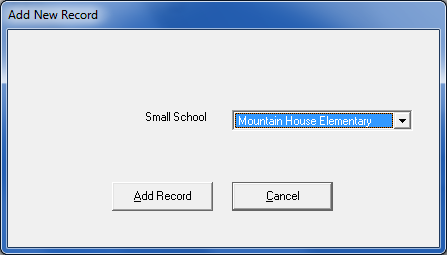 Add New Record
Small School Mountain House Elementary
Add Record Cancel